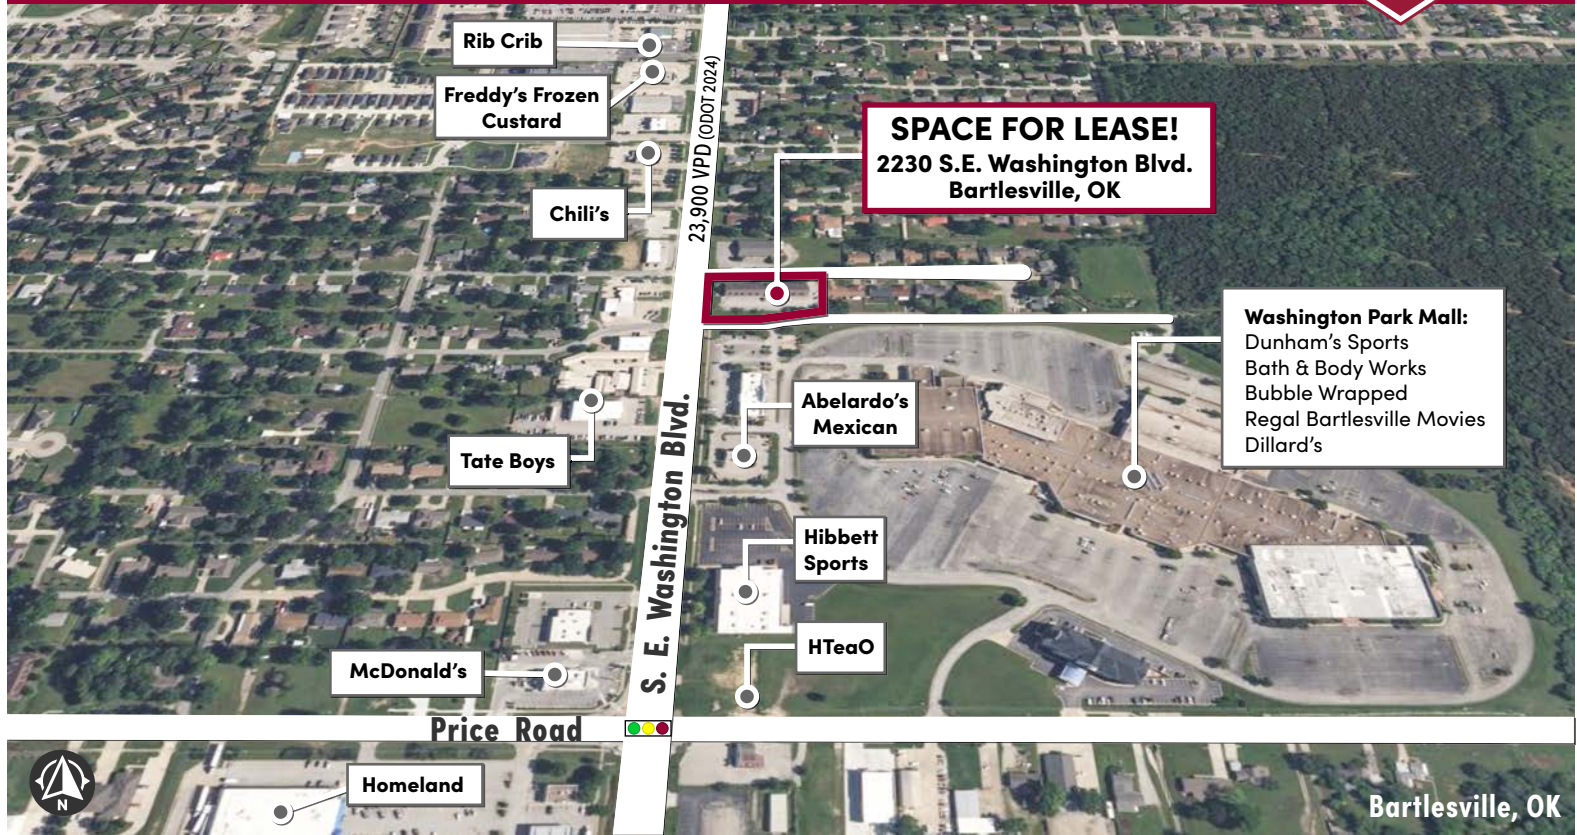 Rib Crib
Freddy’s Frozen
Custard
23,900 VPD (ODOT 2024)
SPACE FOR LEASE!
2230 S.E. Washington Blvd.
Bartlesville, OK
Chili’s
Washington Park Mall:
Dunham’s Sports
Bath & Body Works
Bubble Wrapped
Regal Bartlesville Movies
Dillard’s
Abelardo’s
Mexican
Tate Boys
S. E. Washington Blvd.
Hibbett
Sports
HTeaO
McDonald’s
Price Road
Homeland
N
Bartlesville, OK